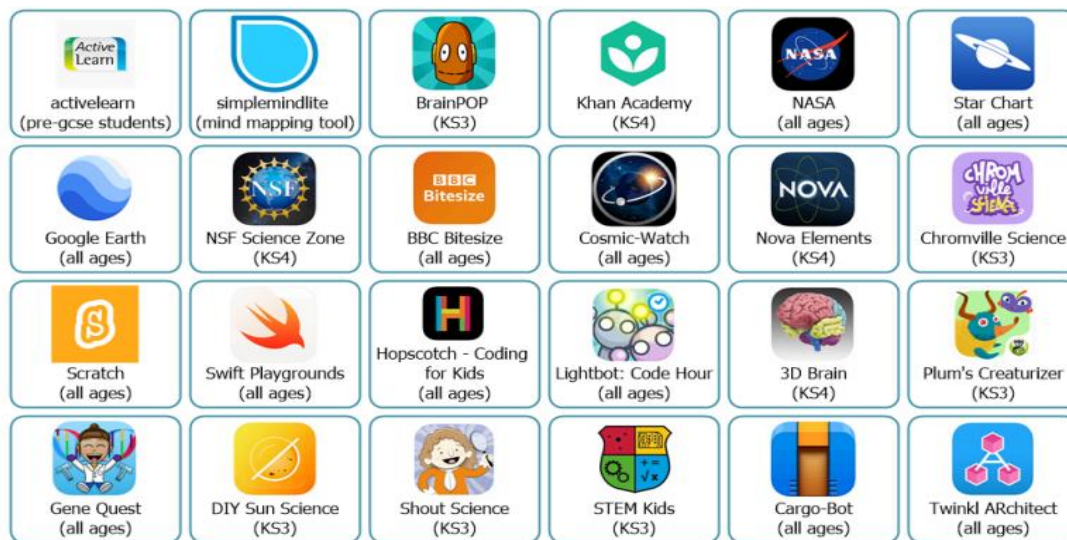 Active
Learn
activelearn
(pre-gcse students)
simplemindlite
(mind mapping tool)
BrainPOP
(KS3)
Khan Academy
(KS4)
NASA
NASA
(all ages)
Star Chart
(all ages)
Google Earth
(all ages)
NSF
NSF Science Zone
(KS4)
BBC
Bitesize
BBC Bitesize
(all ages)
Cosmic-Watch
(all ages)
NOVA
Nova Elements
(KS4)
CHROM
ville
SCIENCE
Chromville Science
(KS3)
S
Scratch
(all ages)
Swift Playgrounds
(all ages)
H
Hopscotch - Coding
for Kids
(all ages)
Lightbot: Code Hour
(all ages)
3D Brain
(KS4)
Plum's Creaturizer
(KS3)
Gene Quest
(all ages)
DIY Sun Science
(KS3)
Shout Science
(KS3)
+ =
√x
STEM Kids
(KS3)
Cargo-Bot
(all ages)
Twinkl ARchitect
(all ages)